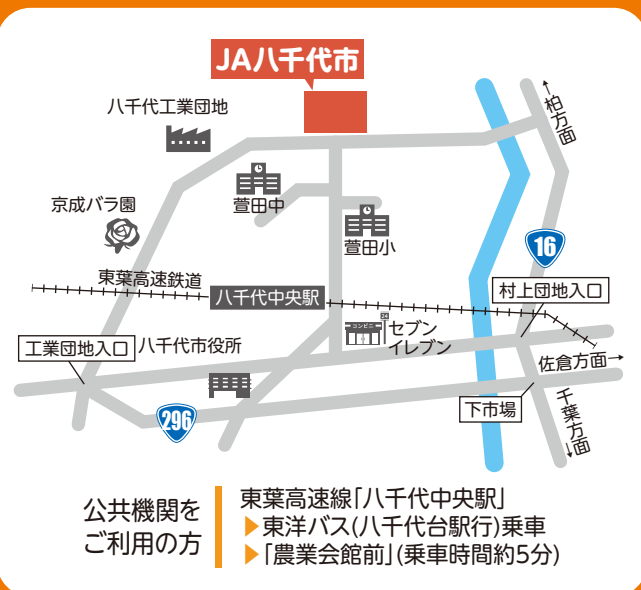 JA八千代市
八千代工業団地
↑柏方面
萱田中
京成バラ園
萱田小
16
東葉高速鉄道
八千代中央駅
村上団地入口
コンビニ
セブン
イレブン
工業団地入口
八千代市役所
佐倉方面→
296
下市場
千葉方面↓
公共機関を
ご利用の方
東葉高速線「八千代中央駅」
▶東洋バス(八千代台駅行)乗車
▶「農業会館前」(乗車時間約5分)